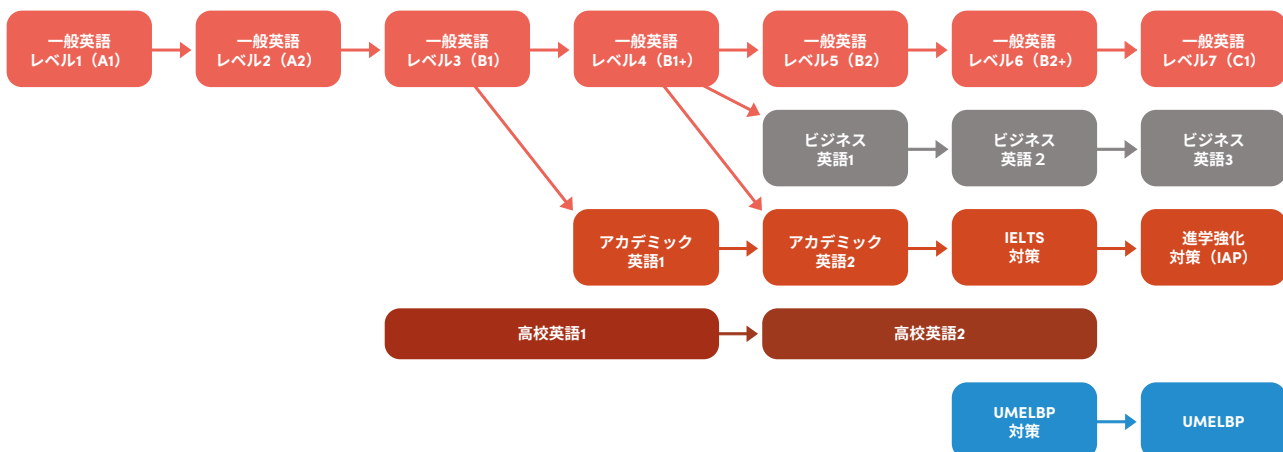 一般英語
レベル1（A1）
一般英語
レベル2（A2）
一般英語
レベル3（B1）
一般英語
レベル4（B1+）
一般英語
レベル5（B2）
一般英語
レベル6（B2+）
一般英語
レベル7（C1）
ビジネス
英語1
ビジネス
英語２
ビジネス
英語3
アカデミック
英語1
アカデミック
英語2
IELTS
対策
進学強化
対策（IAP）
高校英語1
高校英語2
UMELBP
対策
UMELBP